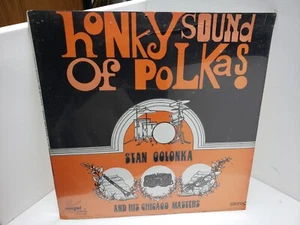 honky SOUND
OF POLKAS
STAN GOLONKA
AND HIS CHICAGO MASTERS